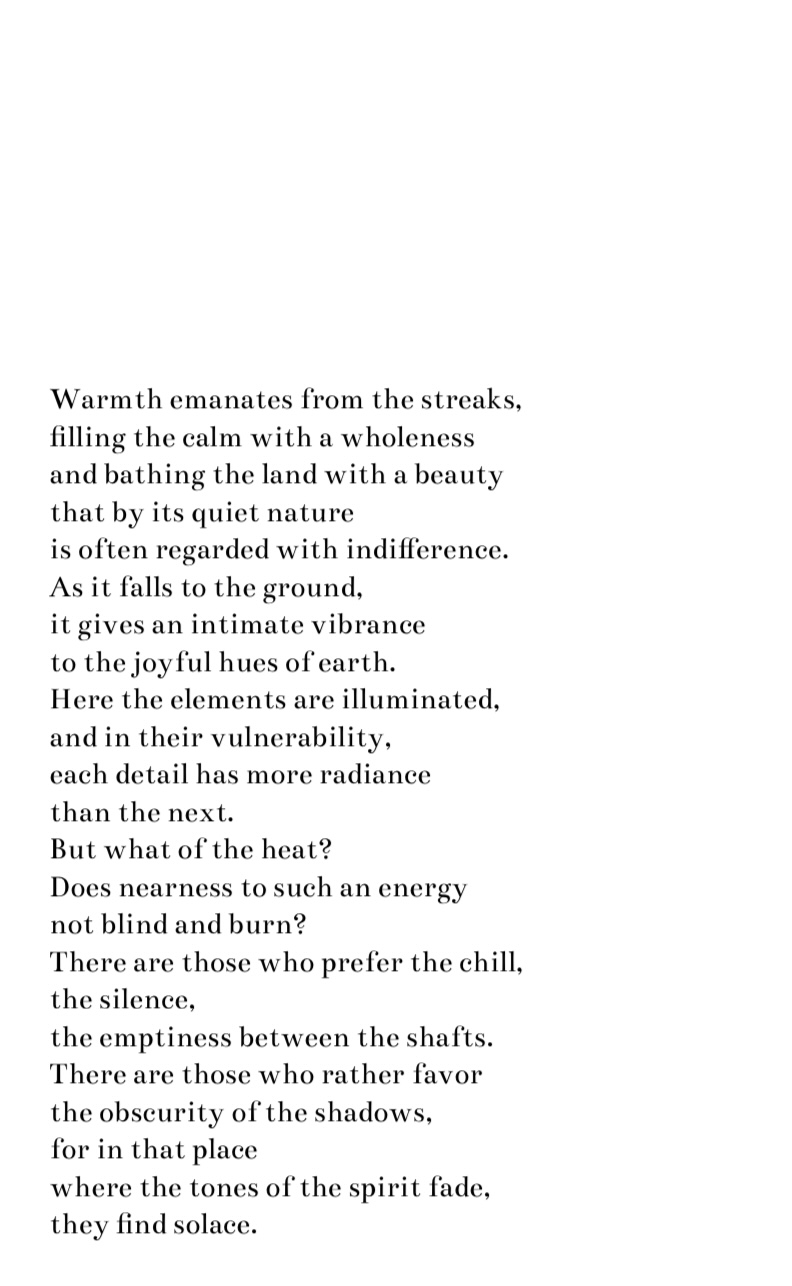 Warmth emanates from the streaks,
filling the calm with a wholeness
and bathing the land with a beauty
that by its quiet nature
is often regarded with indifference.
As it falls to the ground,
it gives an intimate vibrance
to the joyful hues of earth.
Here the elements are illuminated,
and in their vulnerability,
each detail has more radiance
than the next.
But what of the heat?
Does nearness to such an energy
not blind and burn?
There are those who prefer the chill,
the silence,
the emptiness between the shafts.
There are those who rather favor
the obscurity of the shadows,
for in that place
where the tones of the spirit fade,
they find solace.